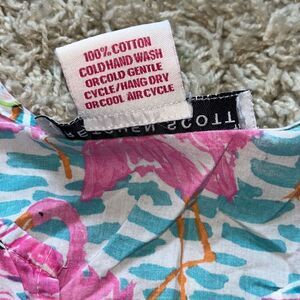 100% COTTON
COLD HAND WASH
OR COLD GENTLE
CYCLE/HANG DRY
OR COOL AIR CYCLE
SCOTT